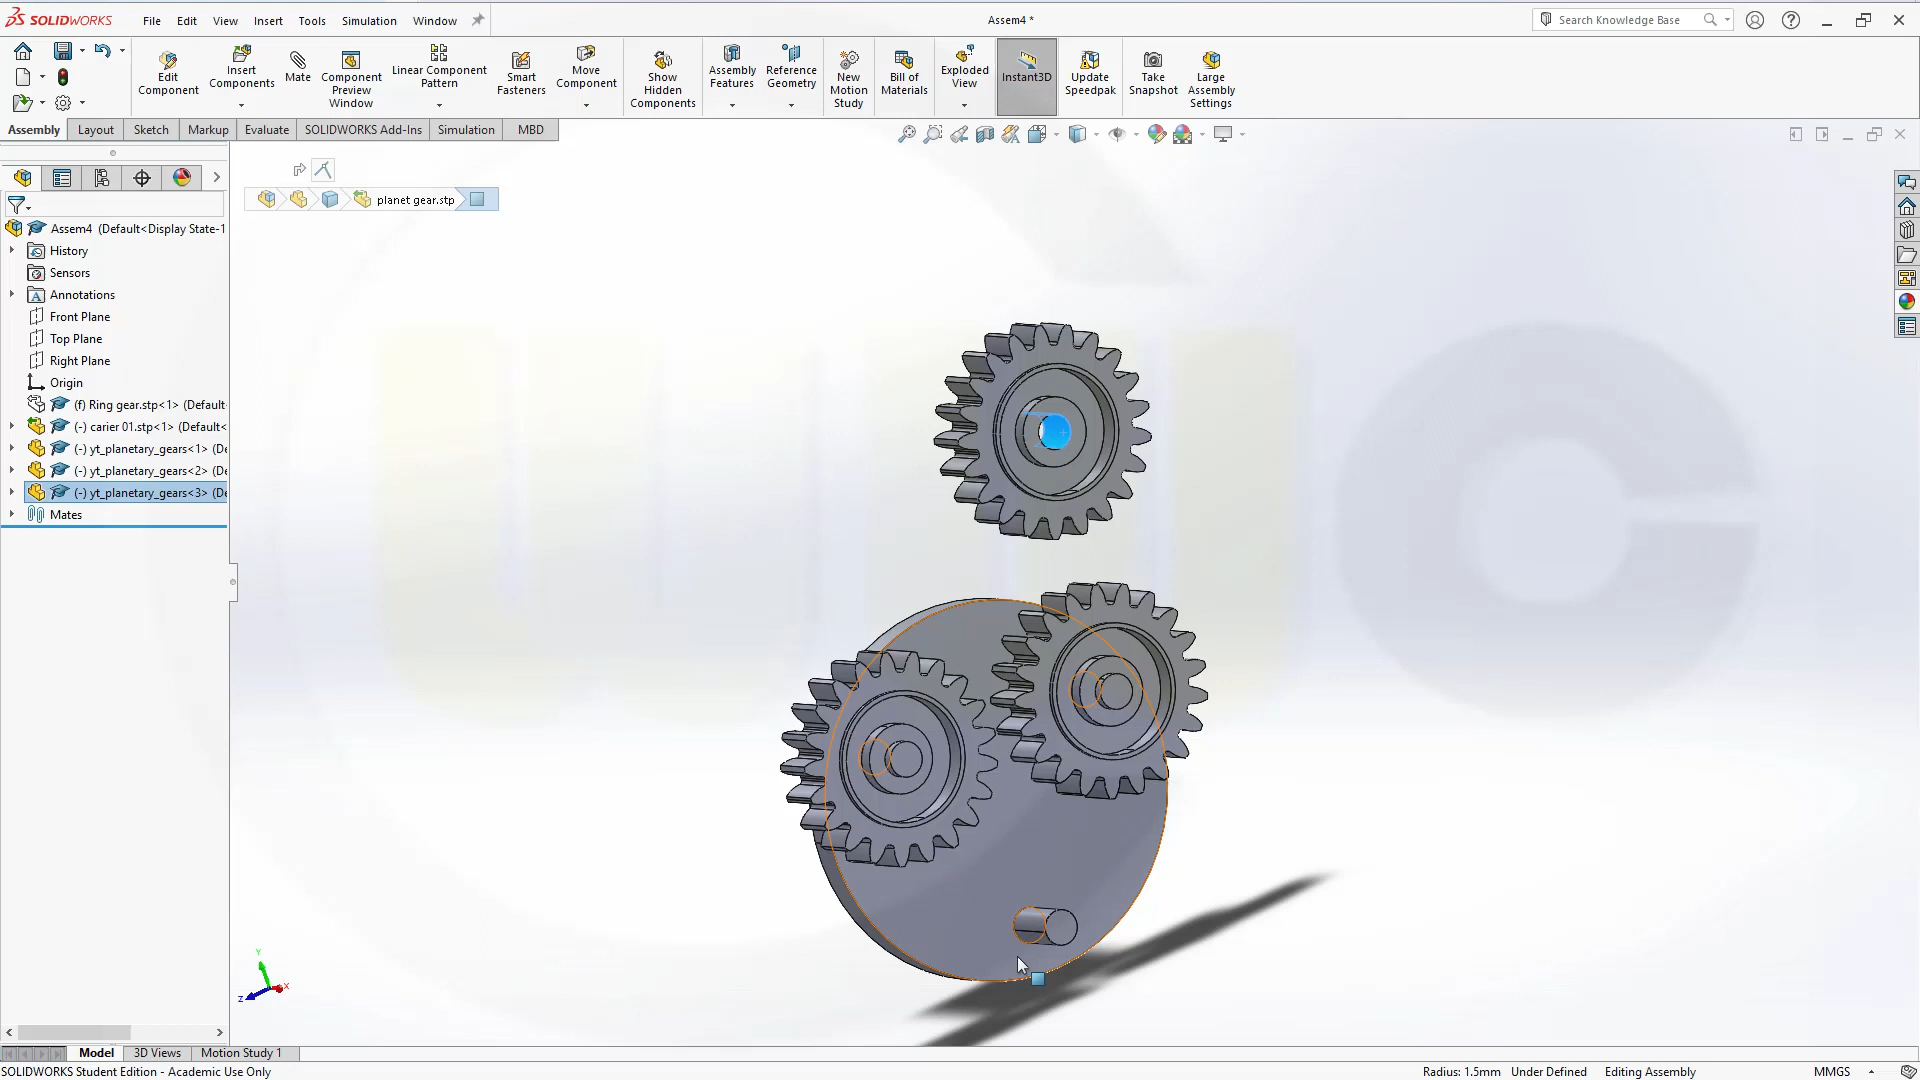 SOLIDWORKS File Edit View Insert Tools Simulation Window Assem4 * Search Knowledge Base
Edit Component
Insert Components
Mate
Component Preview Window
Linear Component Pattern
Smart Fasteners
Move Component
Show Hidden Components
Assembly Features
Reference Geometry
New Motion Study
Bill of Materials
Exploded View
Instant3D
Update Speedpak
Take Snapshot
Large Assembly Settings
Assembly Layout Sketch Markup Evaluate SOLIDWORKS Add-Ins Simulation MBD
planet gear.stp
Assem4 (Default<Display State-1
History
Sensors
Annotations
Front Plane
Top Plane
Right Plane
Origin
(f) Ring gear.stp<1> (Default
(-) carier 01.stp<1> (Default<
(-) yt_planetary_gears<1> (De
(-) yt_planetary_gears<2> (De
(-) yt_planetary_gears<3> (De
Mates
Y
Z X
Model 3D Views Motion Study 1
SOLIDWORKS Student Edition - Academic Use Only Radius: 1.5mm Under Defined Editing Assembly MMGS